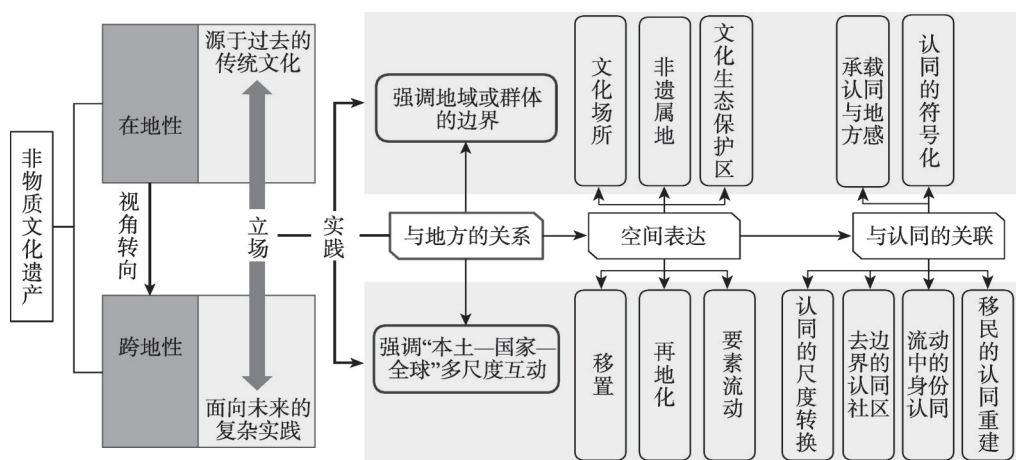 非物质文化遗产
在地性
源于过去的
传统文化
视角转向
立场
跨地性
面向未来的
复杂实践
实践
强调地域或群体
的边界
与地方的关系
强调“本土—国家—
全球”多尺度互动
文化场所
非遗属地
文化生态保护区
空间表达
移置
再地化
要素流动
承载
认同
与地
方感
认同的符号化
与认同的关联
认同的尺度转换
去边
界的
认同
社区
流动
中的
身份
认同
移民的认同重建